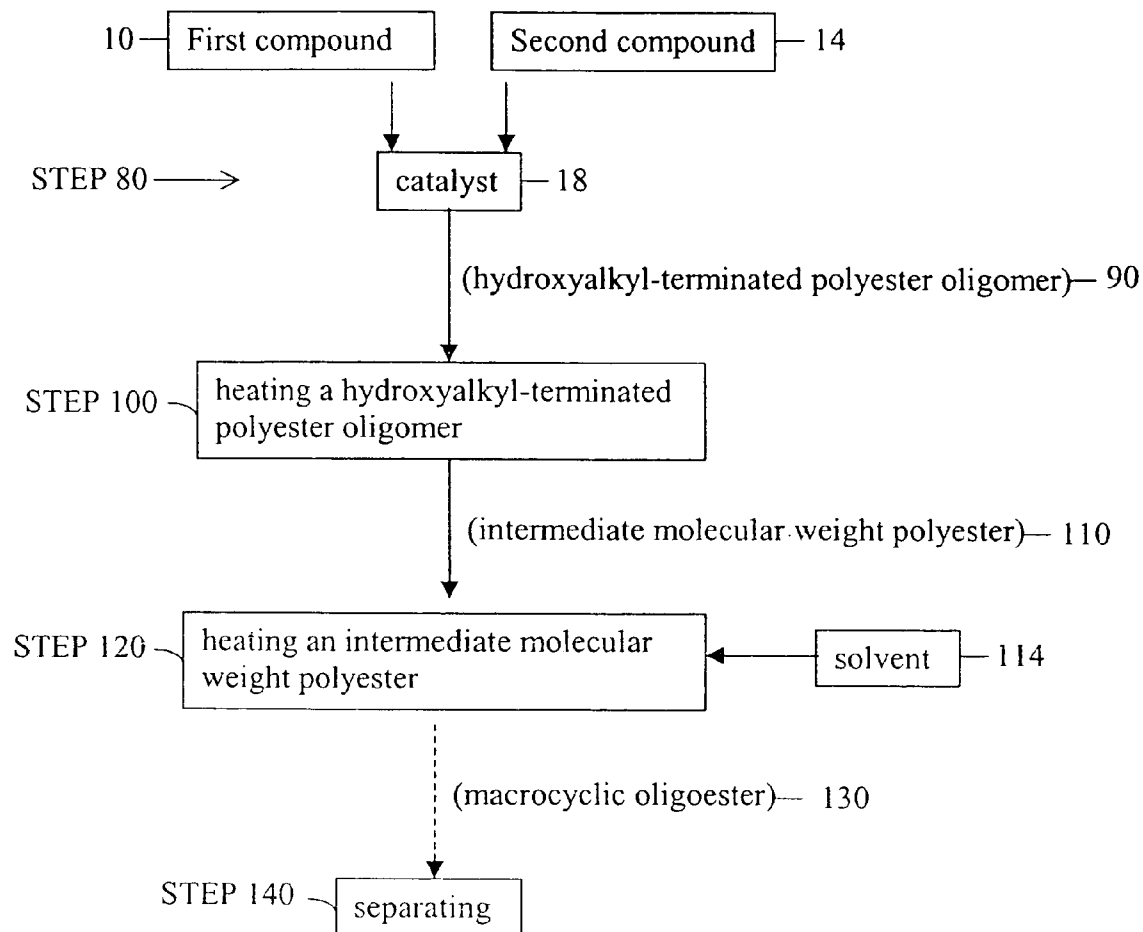 10 First compound Second compound 14
STEP 80 catalyst 18
(hydroxyalkyl-terminated polyester oligomer) 90
STEP 100 heating a hydroxyalkyl-terminated
polyester oligomer
(intermediate molecular weight polyester) 110
STEP 120 heating an intermediate molecular
weight polyester
solvent 114
(macrocyclic oligoester) 130
STEP 140 separating